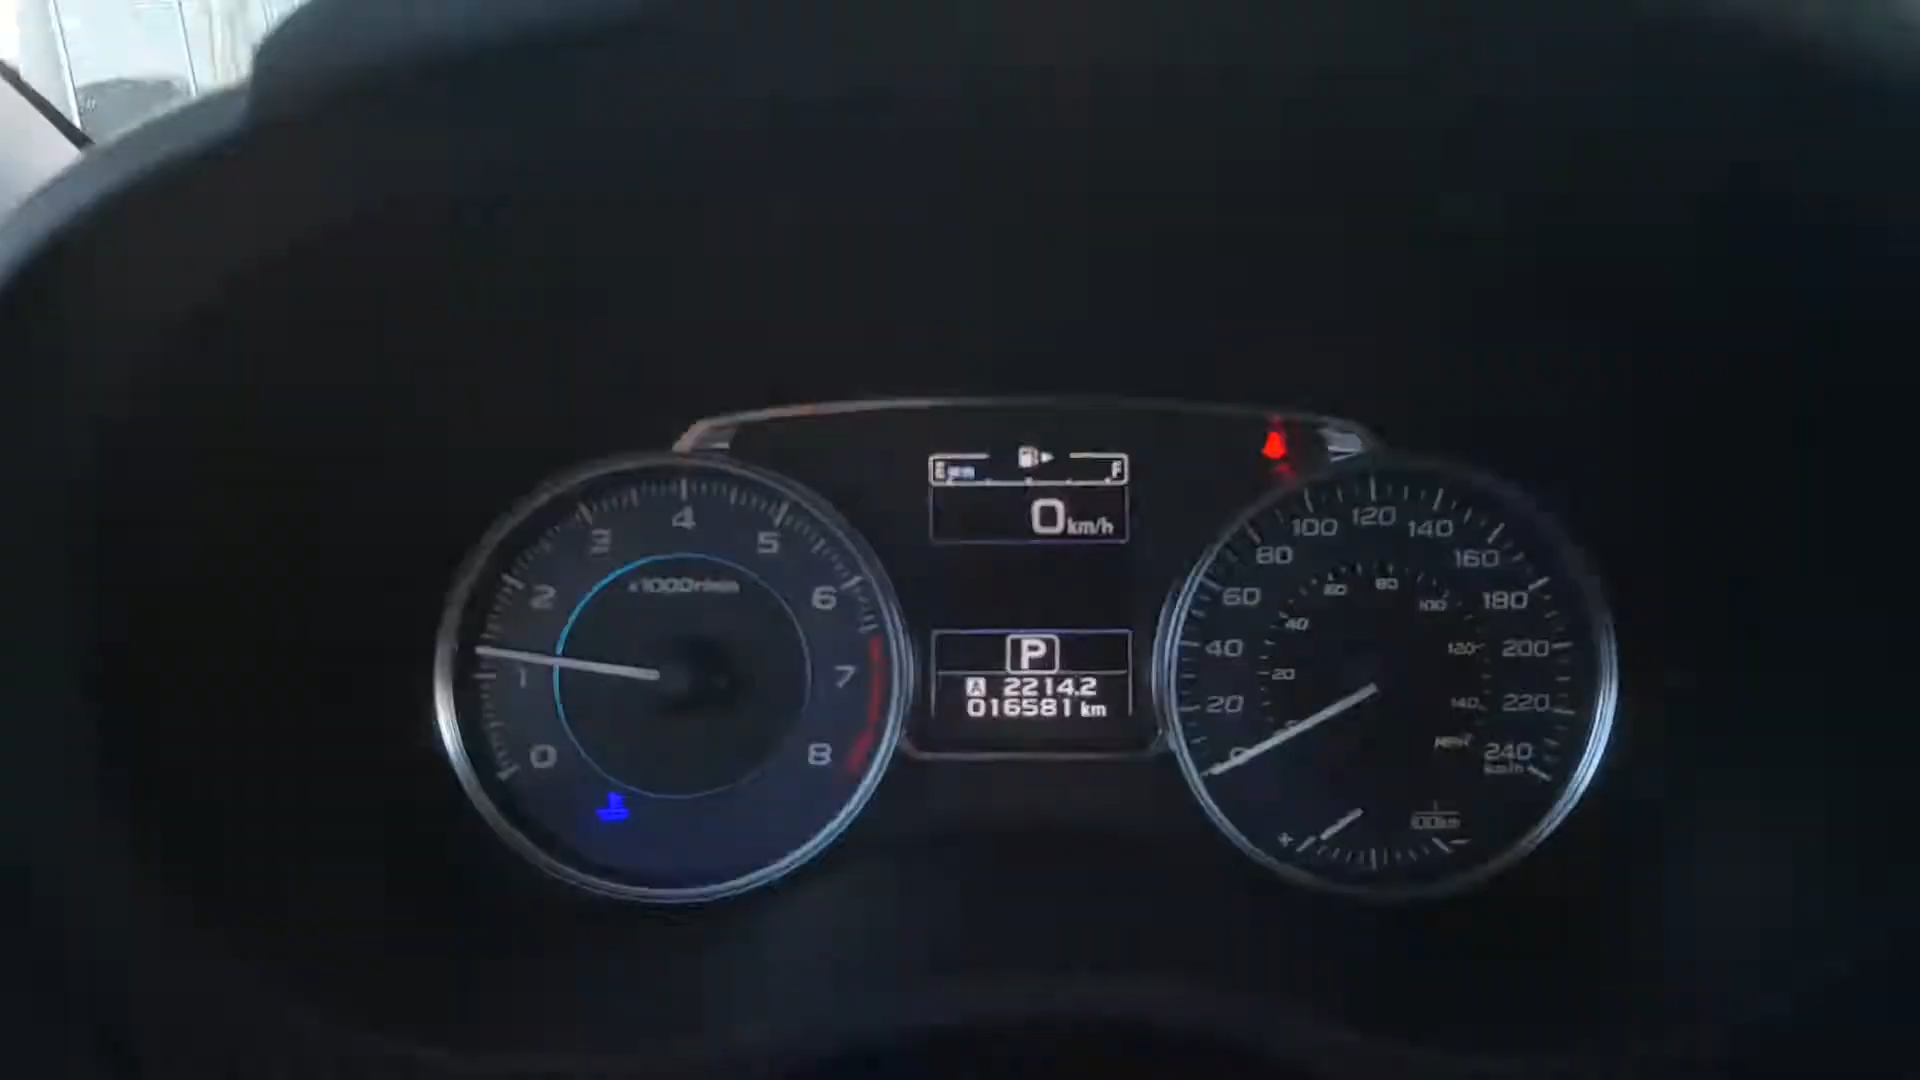 E F
0 km/h
P
A 2214.2
016581 km
0 1 2 3 4 5 6 7 8
x1000r/min
0 20 40 60 80 100 120 140 160 180 200 220 240
km/h
20 40 60 80 100 120 140
MPH